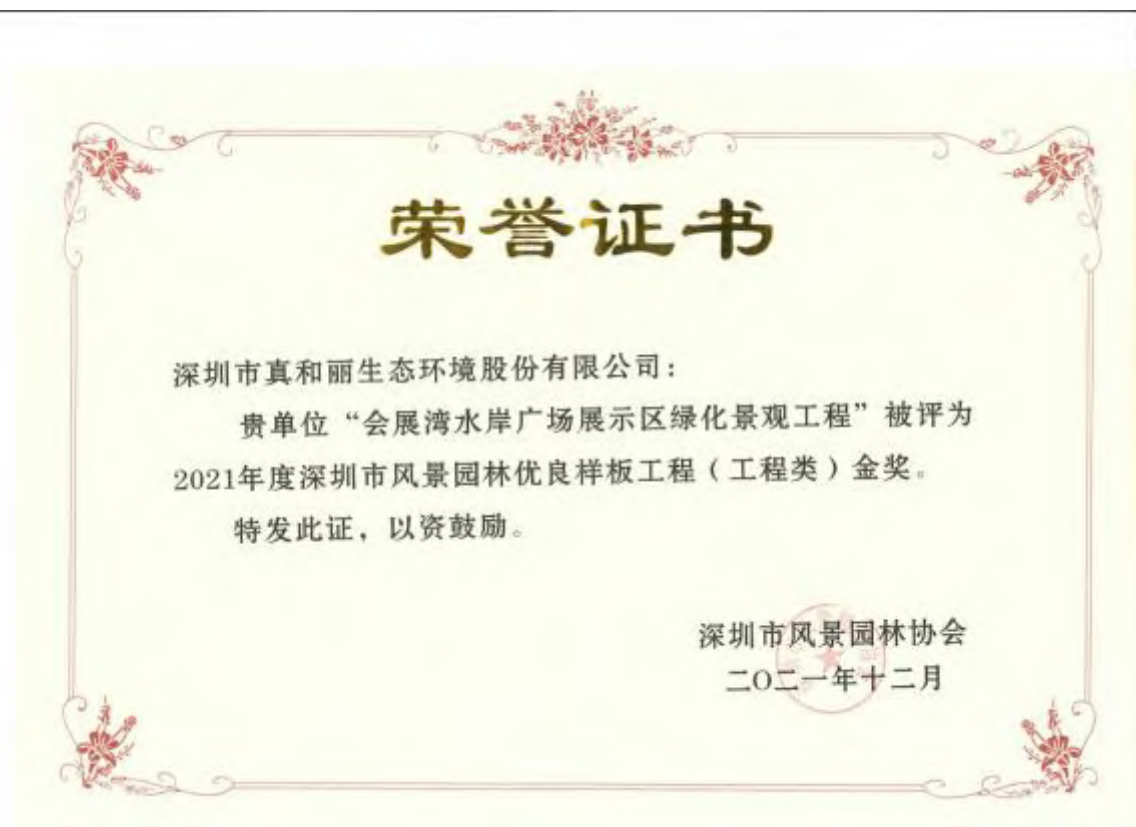 荣誉证书
深圳市真和丽生态环境股份有限公司：
贵单位“会展湾水岸广场展示区绿化景观工程”被评为
2021年度深圳市风景园林优良样板工程（工程类）金奖。
特发此证，以资鼓励。
深圳市风景园林协会
二〇二一年十二月